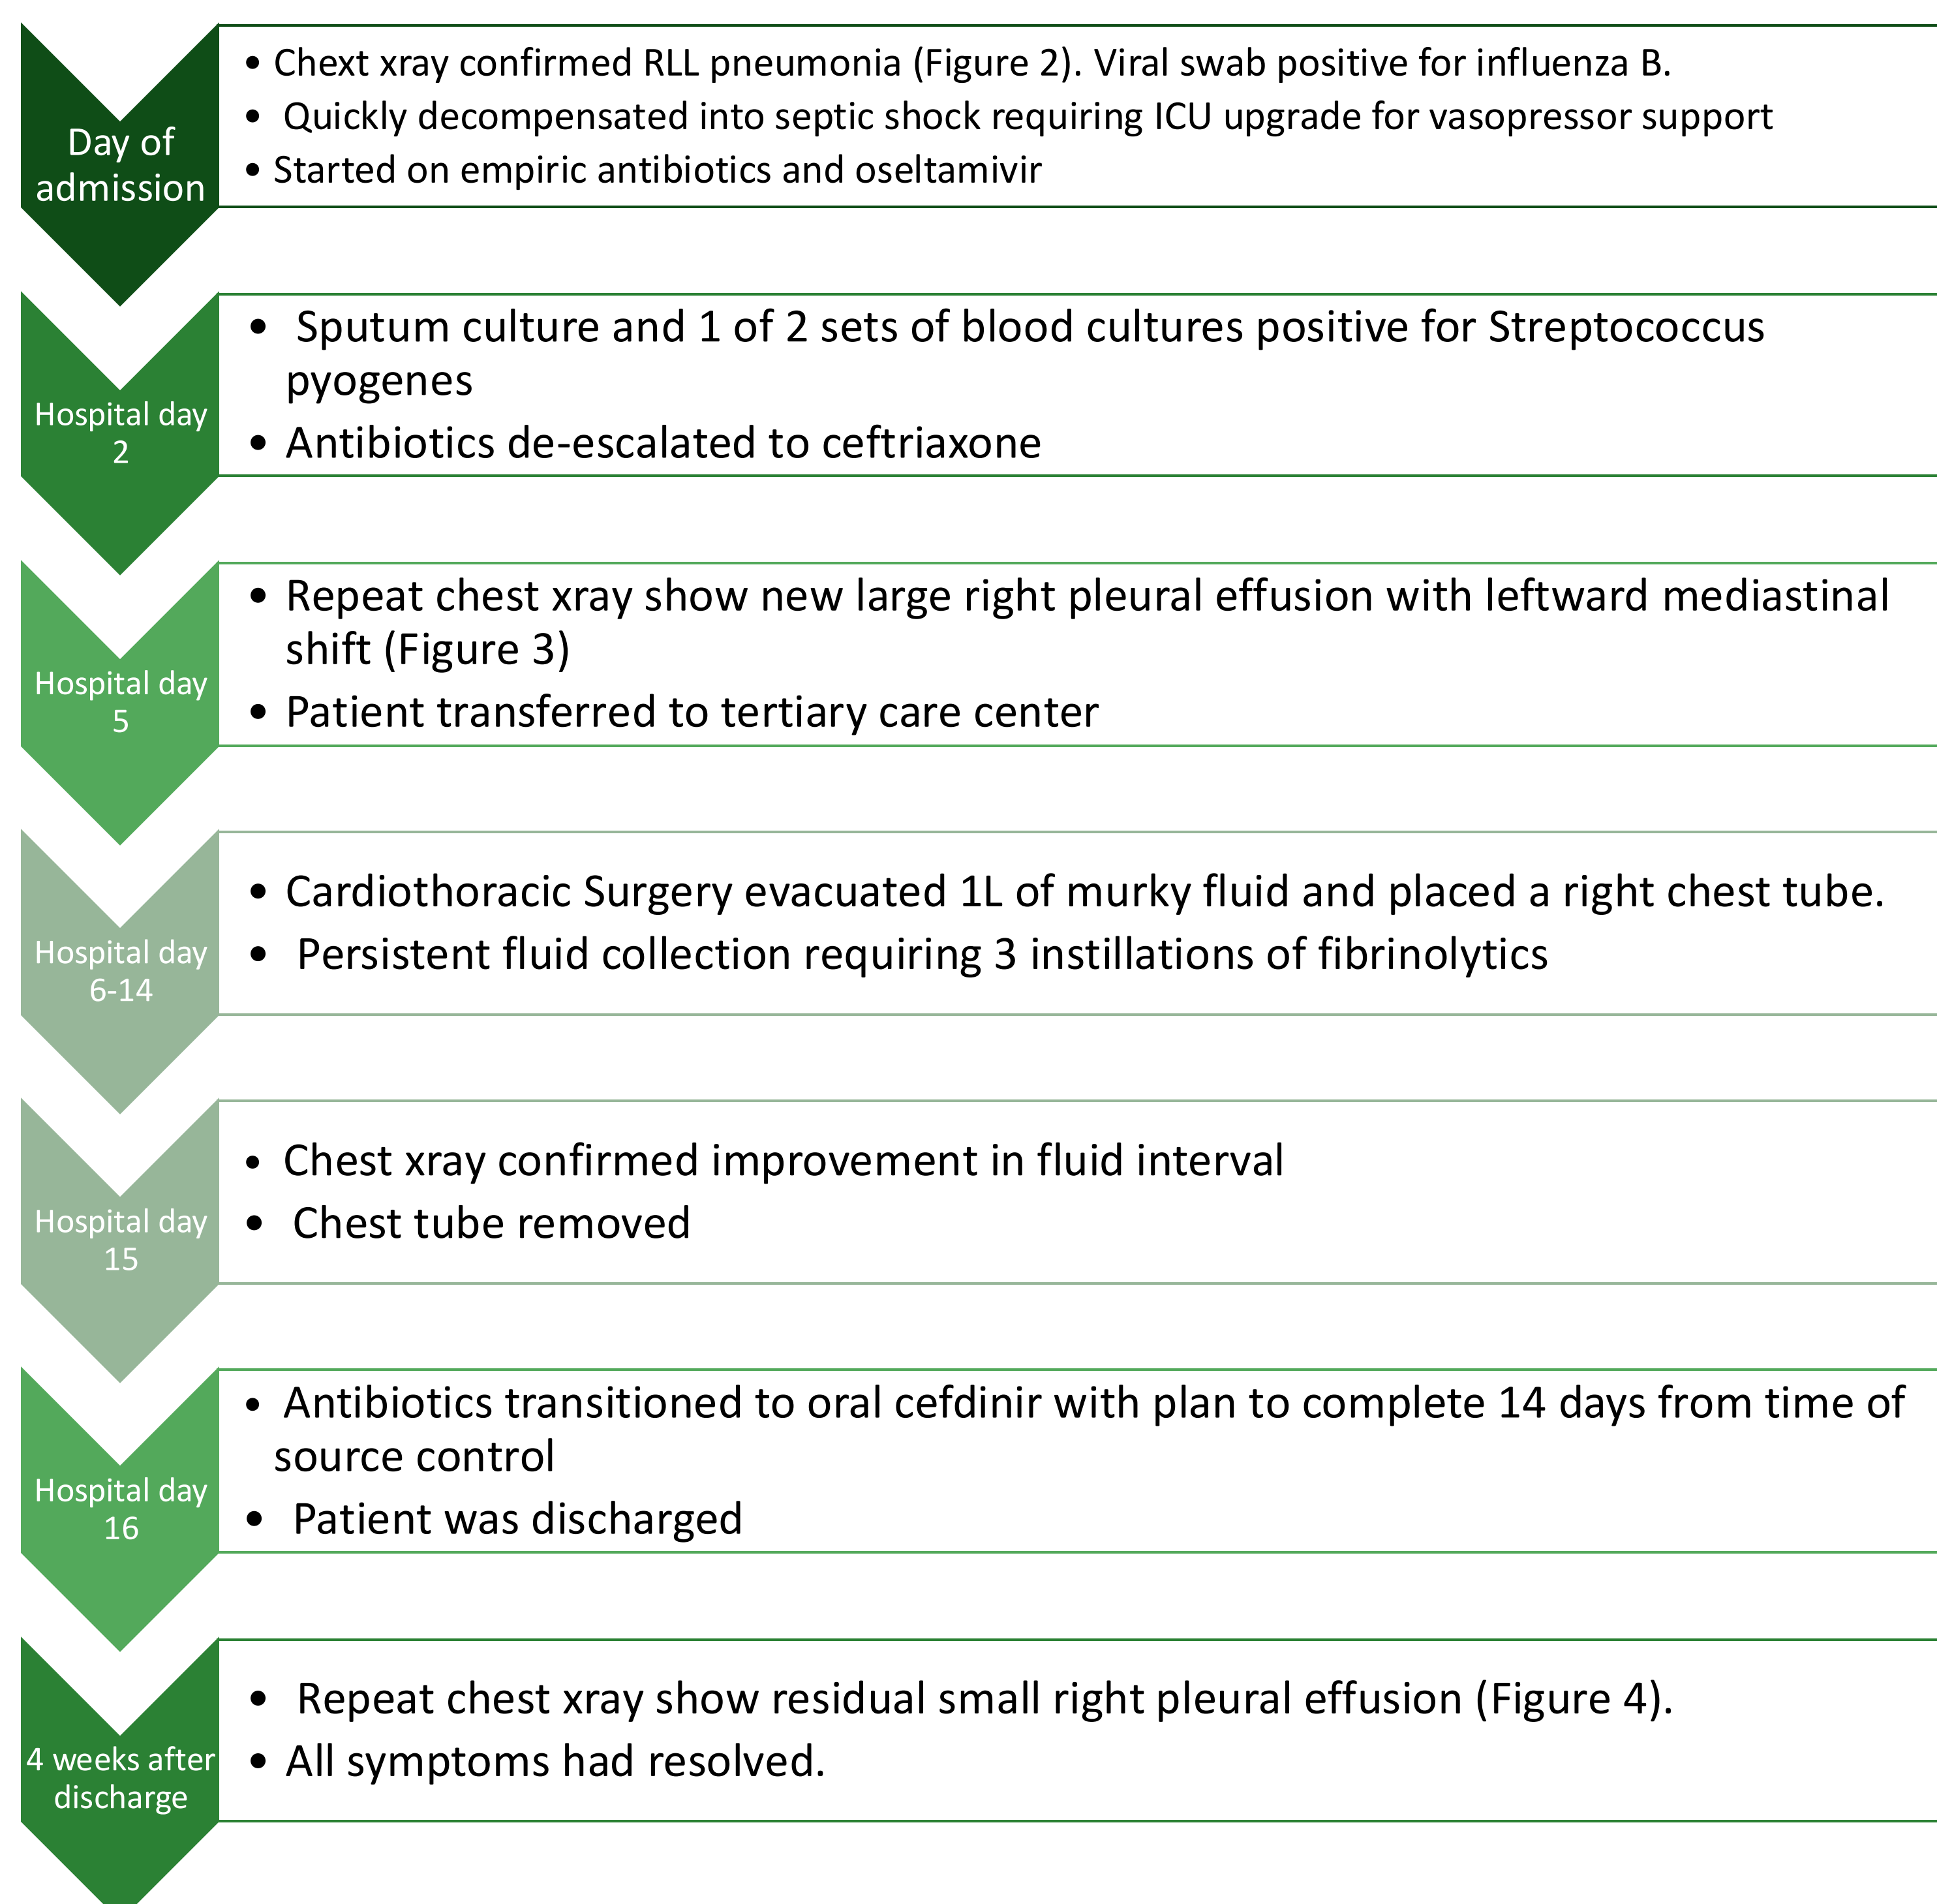 Day of
admission
• Chext xray confirmed RLL pneumonia (Figure 2). Viral swab positive for influenza B.
• Quickly decompensated into septic shock requiring ICU upgrade for vasopressor support
• Started on empiric antibiotics and oseltamivir
Hospital day
2
• Sputum culture and 1 of 2 sets of blood cultures positive for Streptococcus
pyogenes
• Antibiotics de-escalated to ceftriaxone
Hospital day
5
• Repeat chest xray show new large right pleural effusion with leftward mediastinal
shift (Figure 3)
• Patient transferred to tertiary care center
Hospital day
6-14
• Cardiothoracic Surgery evacuated 1L of murky fluid and placed a right chest tube.
• Persistent fluid collection requiring 3 instillations of fibrinolytics
Hospital day
15
• Chest xray confirmed improvement in fluid interval
• Chest tube removed
Hospital day
16
• Antibiotics transitioned to oral cefdinir with plan to complete 14 days from time of
source control
• Patient was discharged
4 weeks after
discharge
• Repeat chest xray show residual small right pleural effusion (Figure 4).
• All symptoms had resolved.